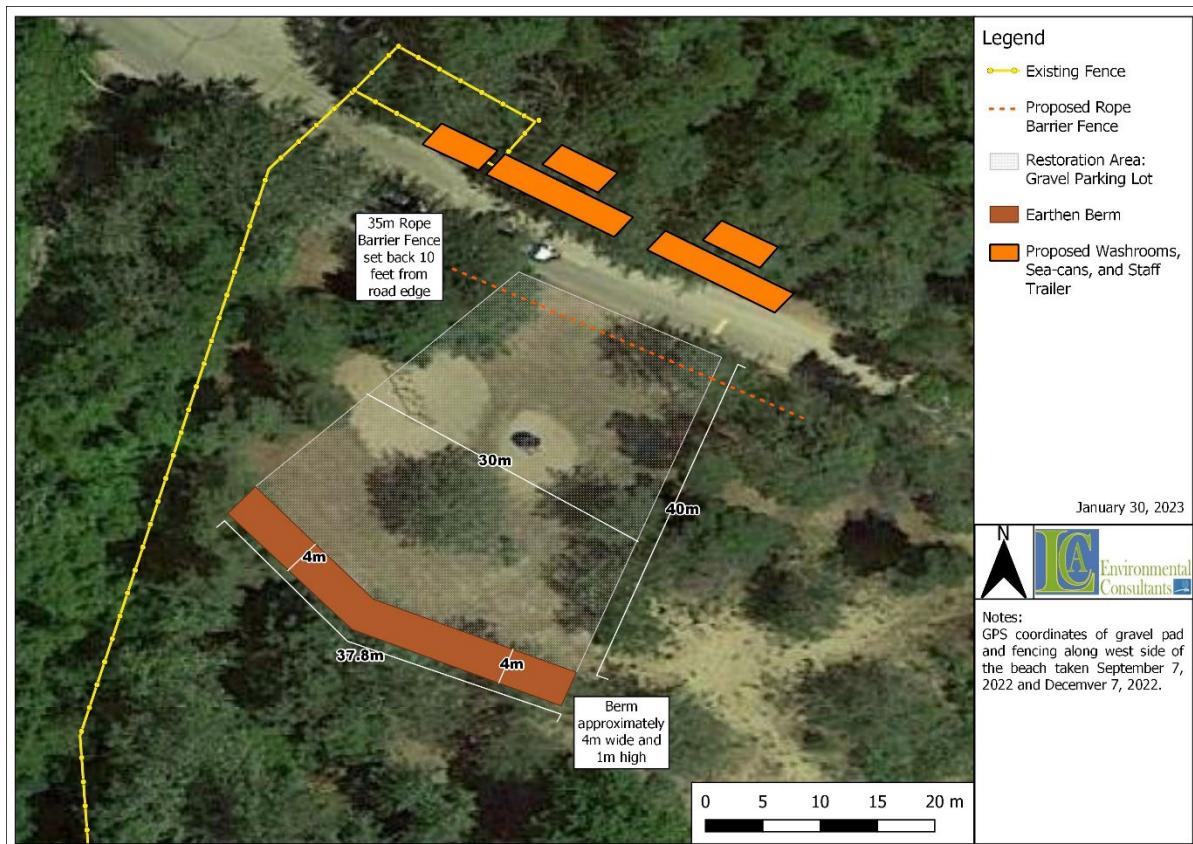 Legend
Existing Fence
Proposed Rope
Barrier Fence
Restoration Area:
Gravel Parking Lot
Earthen Berm
Proposed Washrooms,
Sea-cans, and Staff
Trailer
35m Rope
Barrier Fence
set back 10
feet from
road edge
30m
40m
4m
37.8m
4m
Berm
approximately
4m wide and
1m high
0 5 10 15 20 m
January 30, 2023
N
LCA Environmental
Consultants
Notes:
GPS coordinates of gravel pad
and fencing along west side of
the beach taken September 7,
2022 and Decemver 7, 2022.